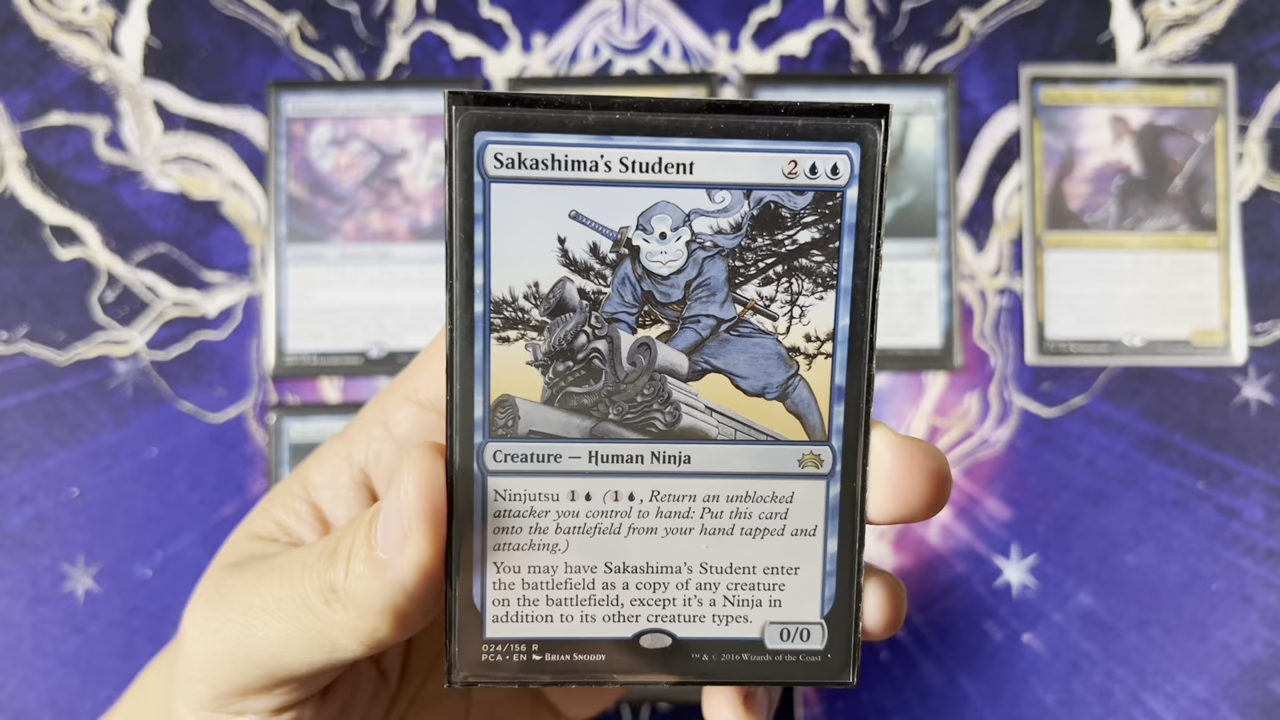 Sakashima's Student 2
Creature — Human Ninja
Ninjutsu 1 (1, Return an unblocked
attacker you control to hand: Put this card
onto the battlefield from your hand tapped and
attacking.)
You may have Sakashima's Student enter
the battlefield as a copy of any creature
on the battlefield, except it's a Ninja in
addition to its other creature types.
0/0
024/156 R
PCA • EN BRIAN SNODDY
™ & © 2016 Wizards of the Coast